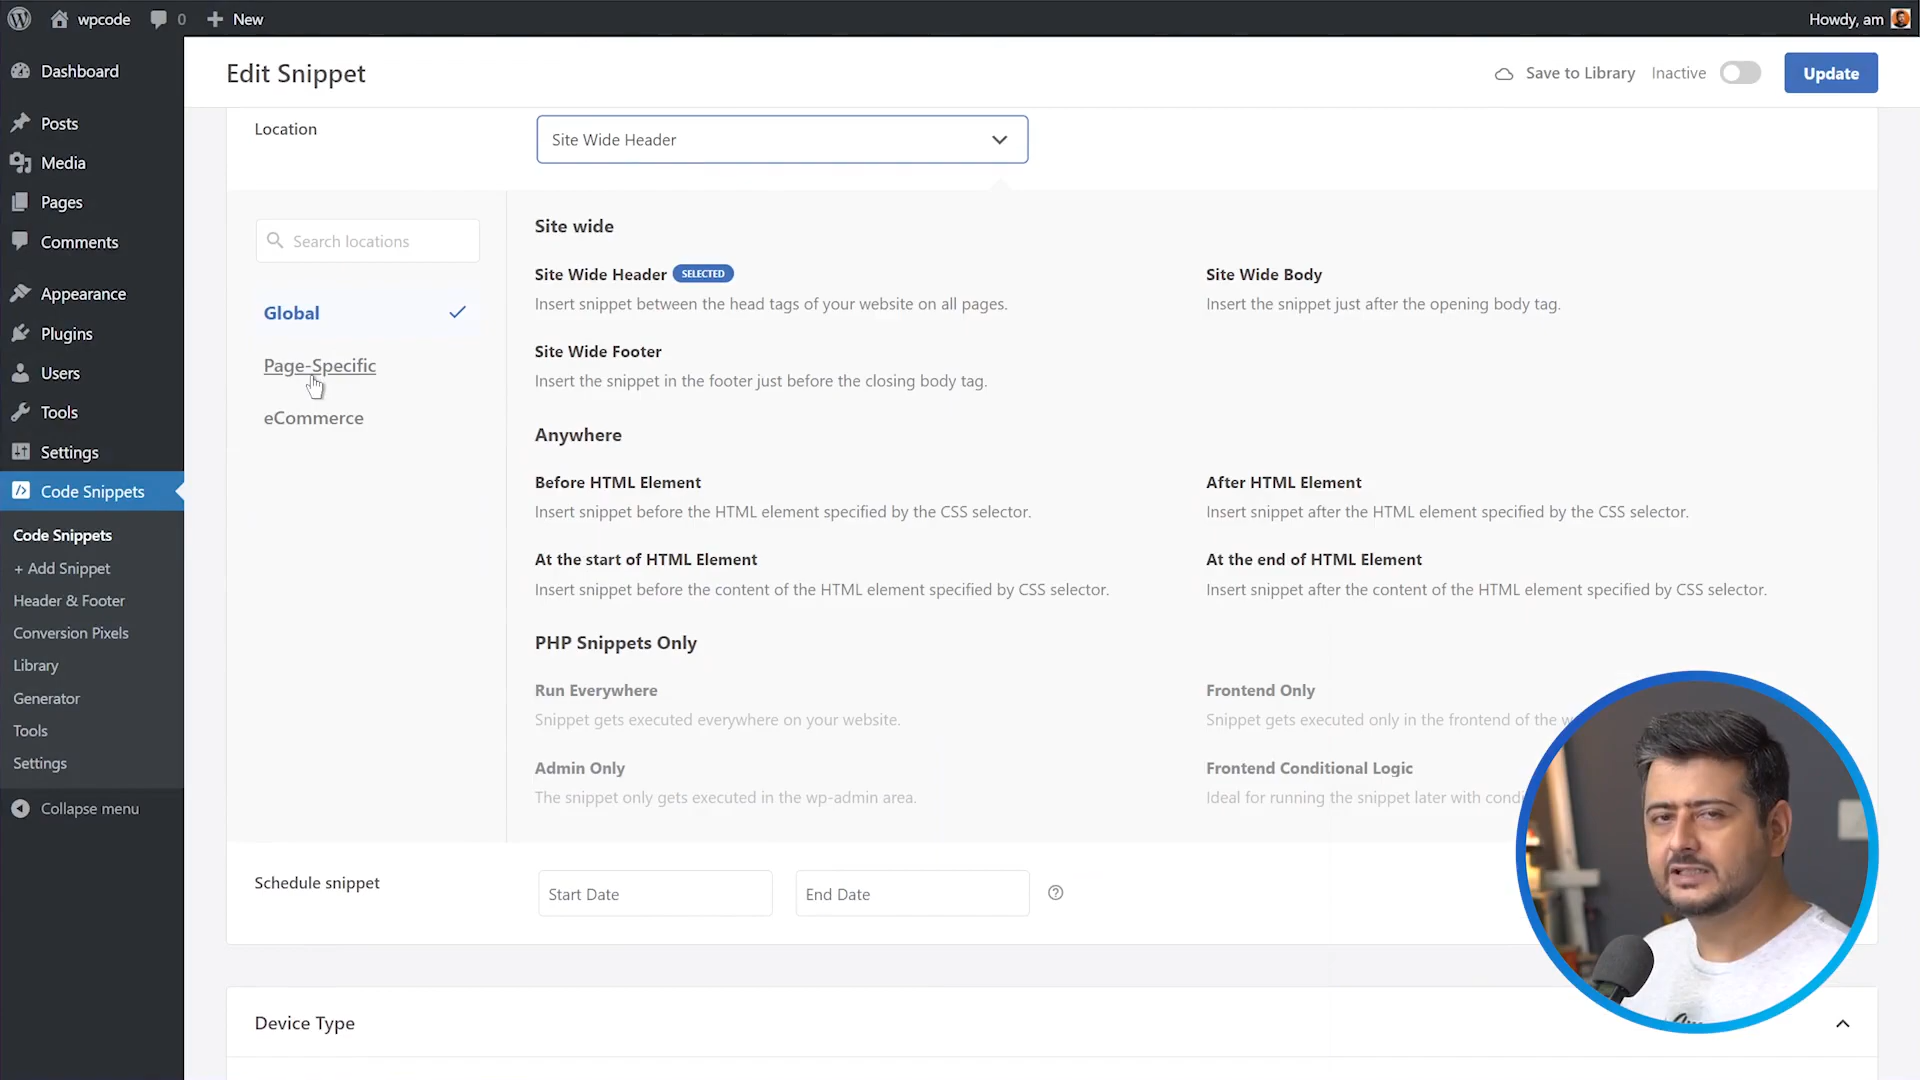 wpcode
0
New
Howdy, am
Dashboard
Posts
Media
Pages
Comments
Appearance
Plugins
Users
Tools
Settings
Code Snippets
Code Snippets
+ Add Snippet
Header & Footer
Conversion Pixels
Library
Generator
Tools
Settings
Collapse menu
Edit Snippet
Save to Library
Inactive
Update
Location
Site Wide Header
Search locations
Global
Page-Specific
eCommerce
Site wide
Site Wide Header SELECTED
Insert snippet between the head tags of your website on all pages.
Site Wide Body
Insert the snippet just after the opening body tag.
Site Wide Footer
Insert the snippet in the footer just before the closing body tag.
Anywhere
Before HTML Element
Insert snippet before the HTML element specified by the CSS selector.
After HTML Element
Insert snippet after the HTML element specified by the CSS selector.
At the start of HTML Element
Insert snippet before the content of the HTML element specified by CSS selector.
At the end of HTML Element
Insert snippet after the content of the HTML element specified by CSS selector.
PHP Snippets Only
Run Everywhere
Snippet gets executed everywhere on your website.
Frontend Only
Snippet gets executed only in the frontend of the
Admin Only
The snippet only gets executed in the wp-admin area.
Frontend Conditional Logic
Ideal for running the snippet later with
Schedule snippet
Start Date
End Date
Device Type